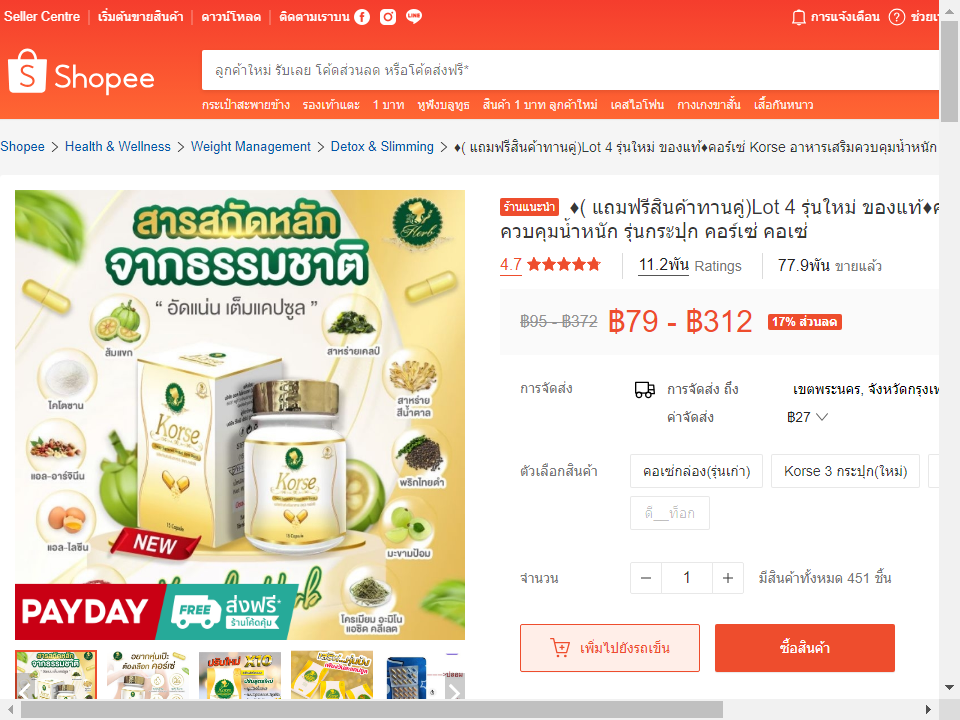 Seller Centre เริ่มต้นขายสินค้า ดาวน์โหลด ติดตามเราบน
การแจ้งเตือน ช่วยเ
Shopee
ลูกค้าใหม่ รับเลย โค้ดส่วนลด หรือโค้ดส่งฟรี*
กระเป๋าสะพายข้าง รองเท้าแตะ 1 บาท หูฟังบลูทูธ สินค้า 1 บาท ลูกค้าใหม่ เคสไอโฟน กางเกงขาสั้น เสื้อกันหนาว
Shopee > Health & Wellness > Weight Management > Detox & Slimming > ♦( แถมฟรีสินค้าทานคู่)Lot 4 รุ่นใหม่ ของแท้♦คอร์เซ่ Korse อาหารเสริมควบคุมน้ำหนัก
สารสกัดหลัก
จากธรรมชาติ
“ อัดแน่น เต็มแคปซูล ”
Herb
ส้มแขก
สาหร่ายเคลป์
ไคโตซาน
สาหร่าย
สีน้ำตาล
แอล-อาร์จินีน
พริกไทยดำ
แอล-ไลซีน
มะขามป้อม
Korse
15 Capsule
Korse
15 Capsule
NEW
โครเมียม อะมิโน
แอซิด คลีเลต
PAYDAY
FREE ส่งฟรี*
ร้านโค้ดคุ้ม
ร้านแนะนำ ♦( แถมฟรีสินค้าทานคู่)Lot 4 รุ่นใหม่ ของแท้♦ค
ควบคุมน้ำหนัก รุ่นกระปุก คอร์เซ่ คอเซ่
4.7 11.2พัน Ratings 77.9พัน ขายแล้ว
฿95 - ฿372 ฿79 - ฿312 17% ส่วนลด
การจัดส่ง การจัดส่ง ถึง เขตพระนคร, จังหวัดกรุงเท
ค่าจัดส่ง ฿27
ตัวเลือกสินค้า คอเซ่กล่อง(รุ่นเก่า) Korse 3 กระปุก(ใหม่)
ดี__ท็อก
จำนวน 1 มีสินค้าทั้งหมด 451 ชิ้น
เพิ่มไปยังรถเข็น ซื้อสินค้า